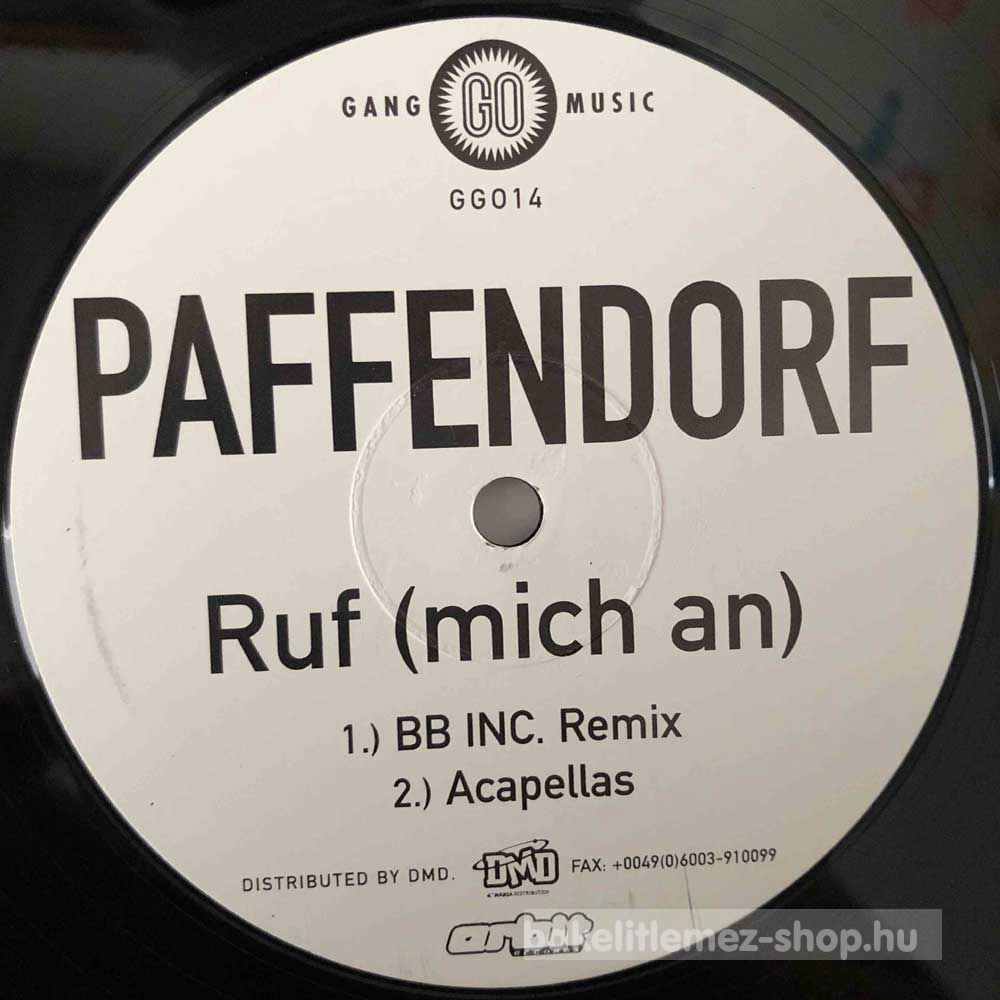 GANG GO MUSIC
GG014
PAFFENDORF
Ruf (mich an)
1.) BB INC. Remix
2.) Acapellas
DISTRIBUTED BY DMD. DMD FAX: +0049(0)6003-910099
bakelitlemez-shop.hu